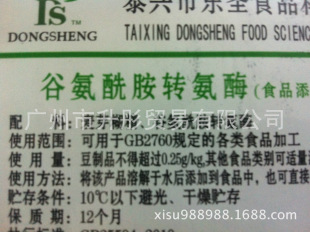 TS™
DONGSHENG
泰兴市东圣食品科
TAIXING DONGSHENG FOOD SCIENC
谷氨酰胺转氨酶(食品添
广州市升彤贸易有限公司
配料:
使用范围:可用于GB2760规定的各类食品加工
使用量:豆制品不得超过0.25g/kg,其他食品类别可适量
使用方法:将该产品溶解于水后添加到食品中,也可直接
贮存条件:10℃以下避光、干燥贮存
保质期:12个月
xisu988988.1688.com